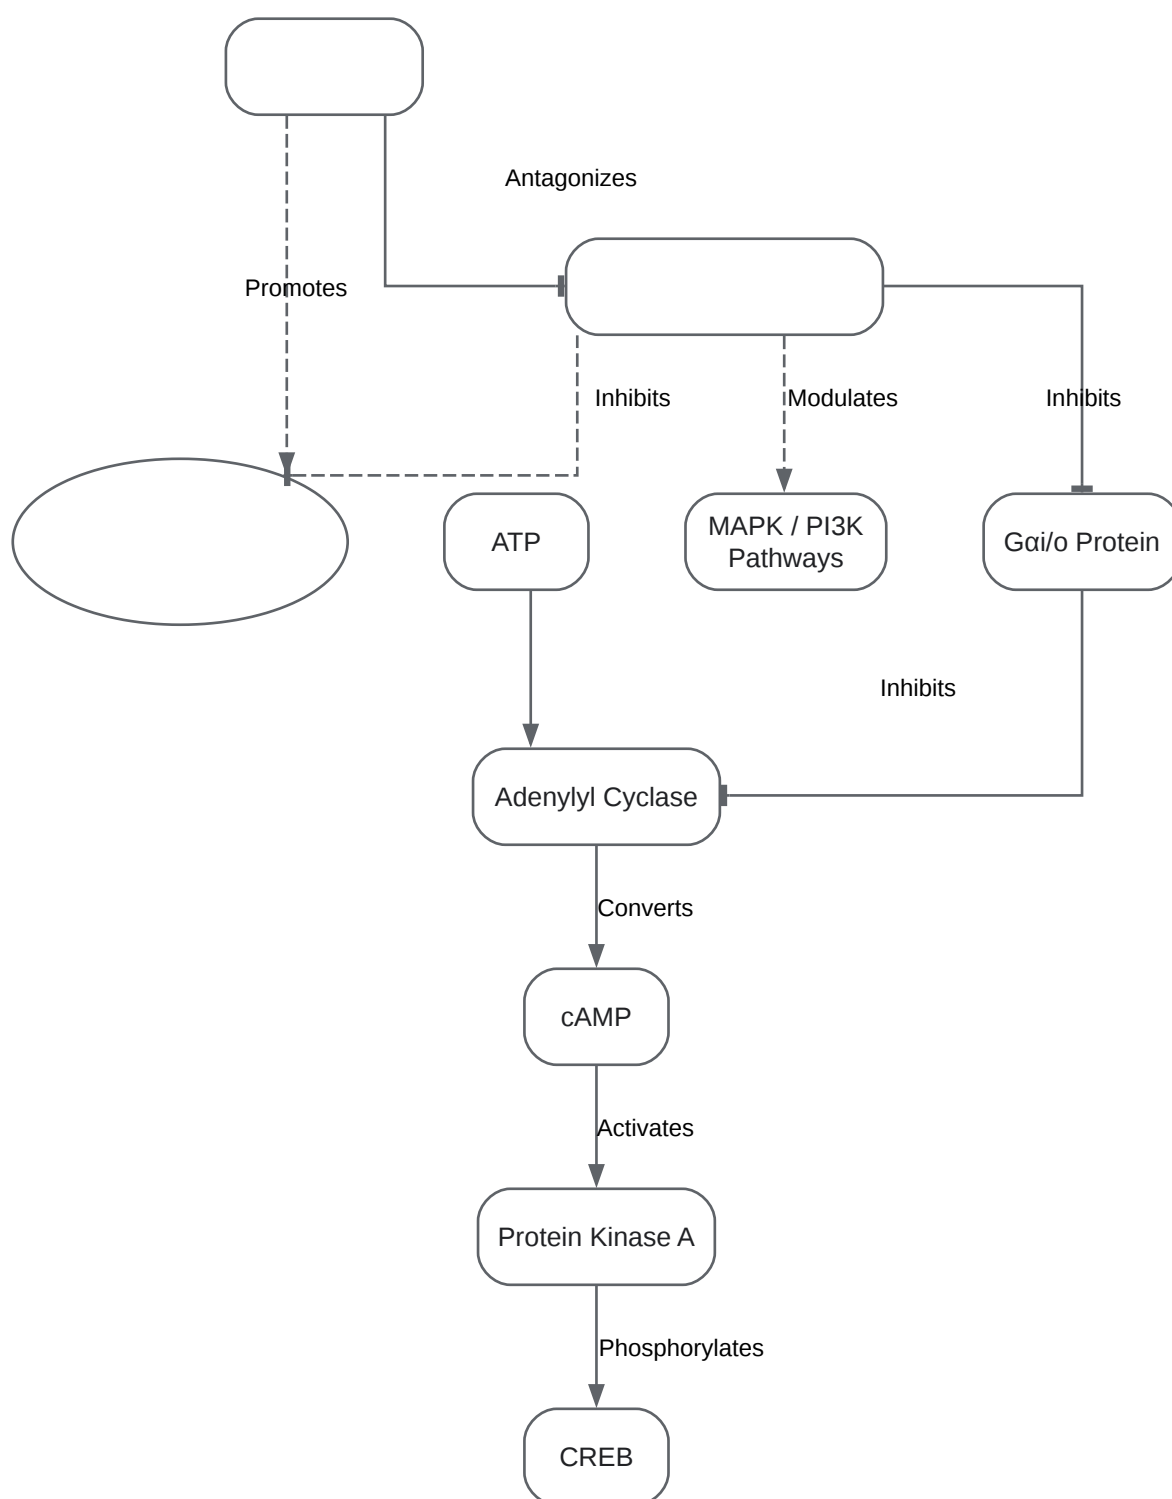 Antagonizes
Promotes
Inhibits
Modulates
Inhibits
ATP
MAPK / PI3K
Pathways
Gαi/o Protein
Inhibits
Adenylyl Cyclase
Converts
cAMP
Activates
Protein Kinase A
Phosphorylates
CREB